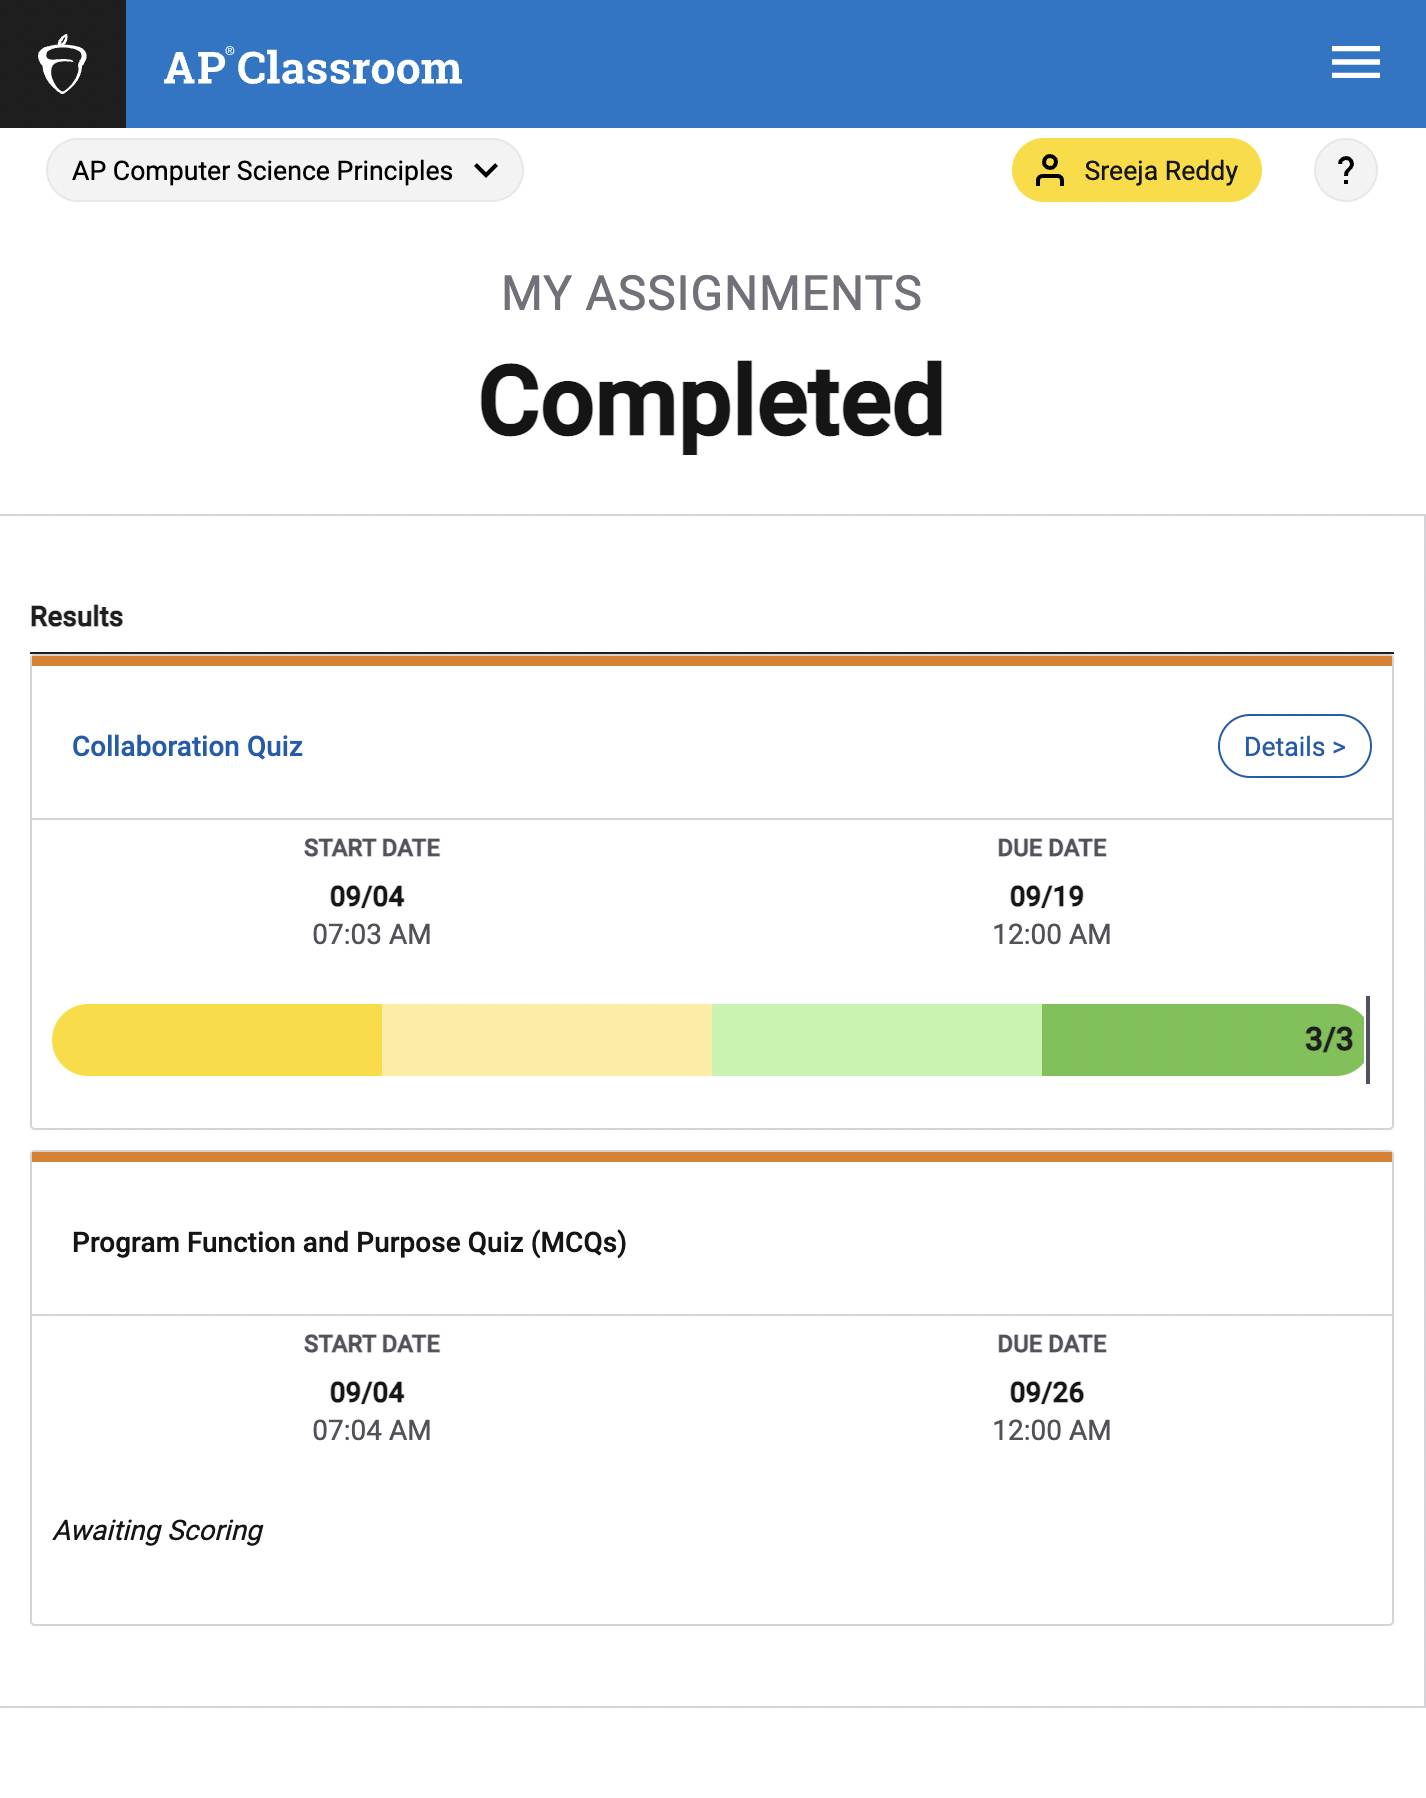 AP® Classroom
AP Computer Science Principles
Sreeja Reddy
?
MY ASSIGNMENTS
Completed
Results
Collaboration Quiz
Details >
START DATE
DUE DATE
09/04
09/19
07:03 AM
12:00 AM
3/3
Program Function and Purpose Quiz (MCQs)
START DATE
DUE DATE
09/04
09/26
07:04 AM
12:00 AM
Awaiting Scoring